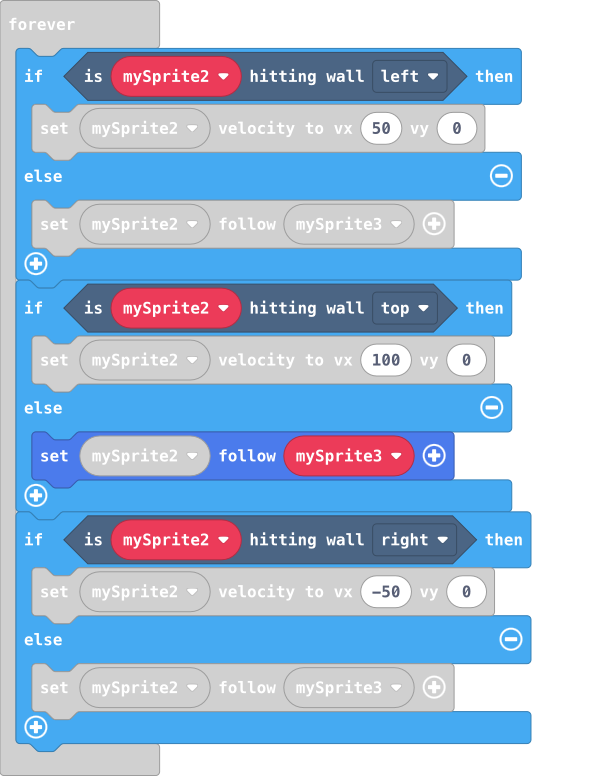 forever
if is mySprite2 hitting wall left then
set mySprite2 velocity to vx 50 vy 0
else
set mySprite2 follow mySprite3
if is mySprite2 hitting wall top then
set mySprite2 velocity to vx 100 vy 0
else
set mySprite2 follow mySprite3
if is mySprite2 hitting wall right then
set mySprite2 velocity to vx -50 vy 0
else
set mySprite2 follow mySprite3